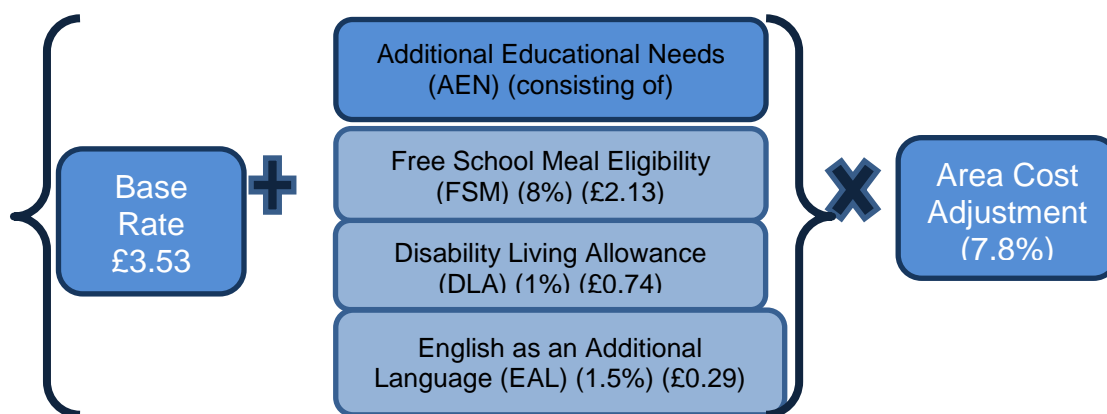 Additional Educational Needs
(AEN) (consisting of)
Free School Meal Eligibility
(FSM) (8%) (£2.13)
Base
Rate
£3.53
Area Cost
Adjustment
(7.8%)
Disability Living Allowance
(DLA) (1%) (£0.74)
English as an Additional
Language (EAL) (1.5%) (£0.29)